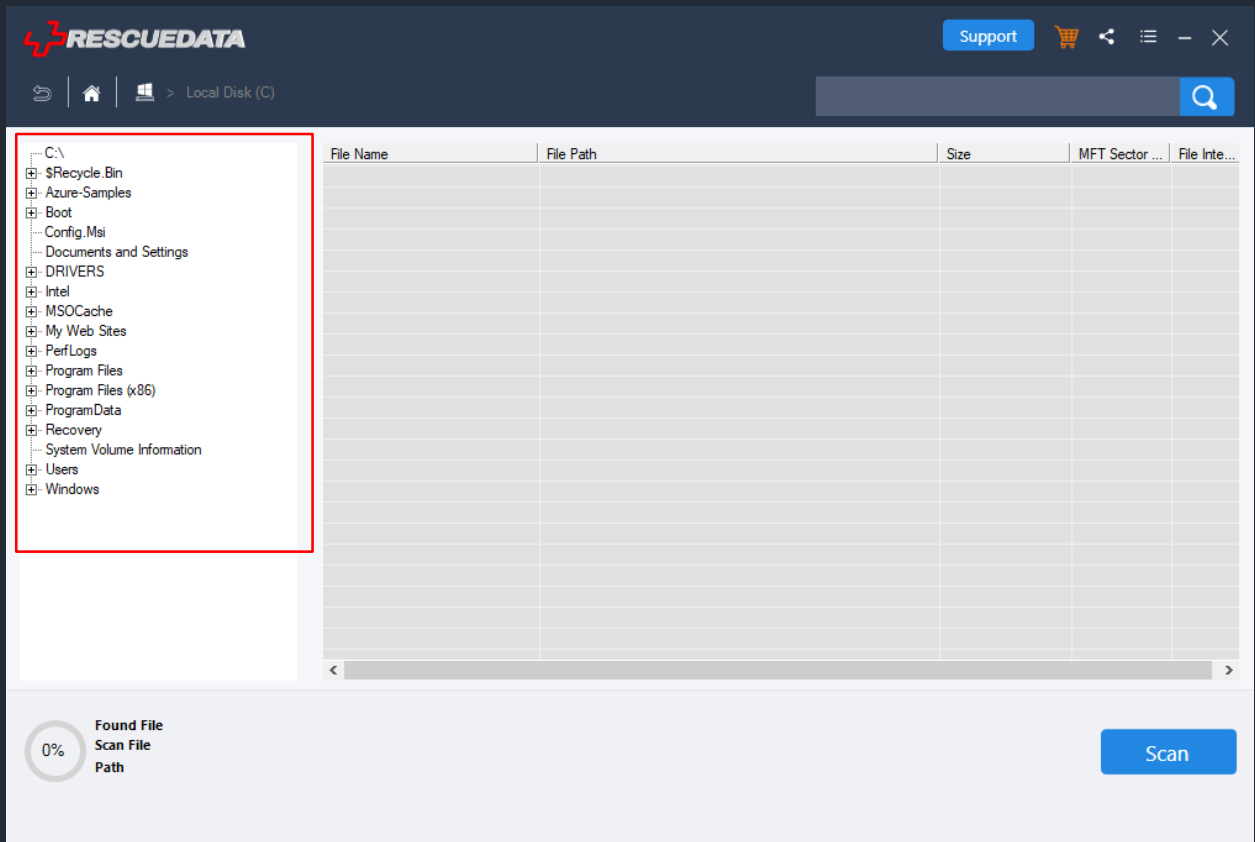 RESCUEDATA
Support
> Local Disk (C)
C:\
$Recycle.Bin
Azure-Samples
Boot
Config.Msi
Documents and Settings
DRIVERS
Intel
MSOCache
My Web Sites
PerfLogs
Program Files
Program Files (x86)
ProgramData
Recovery
System Volume Information
Users
Windows
File Name File Path Size MFT Sector ... File Inte...
0%
Found File
Scan File
Path
Scan